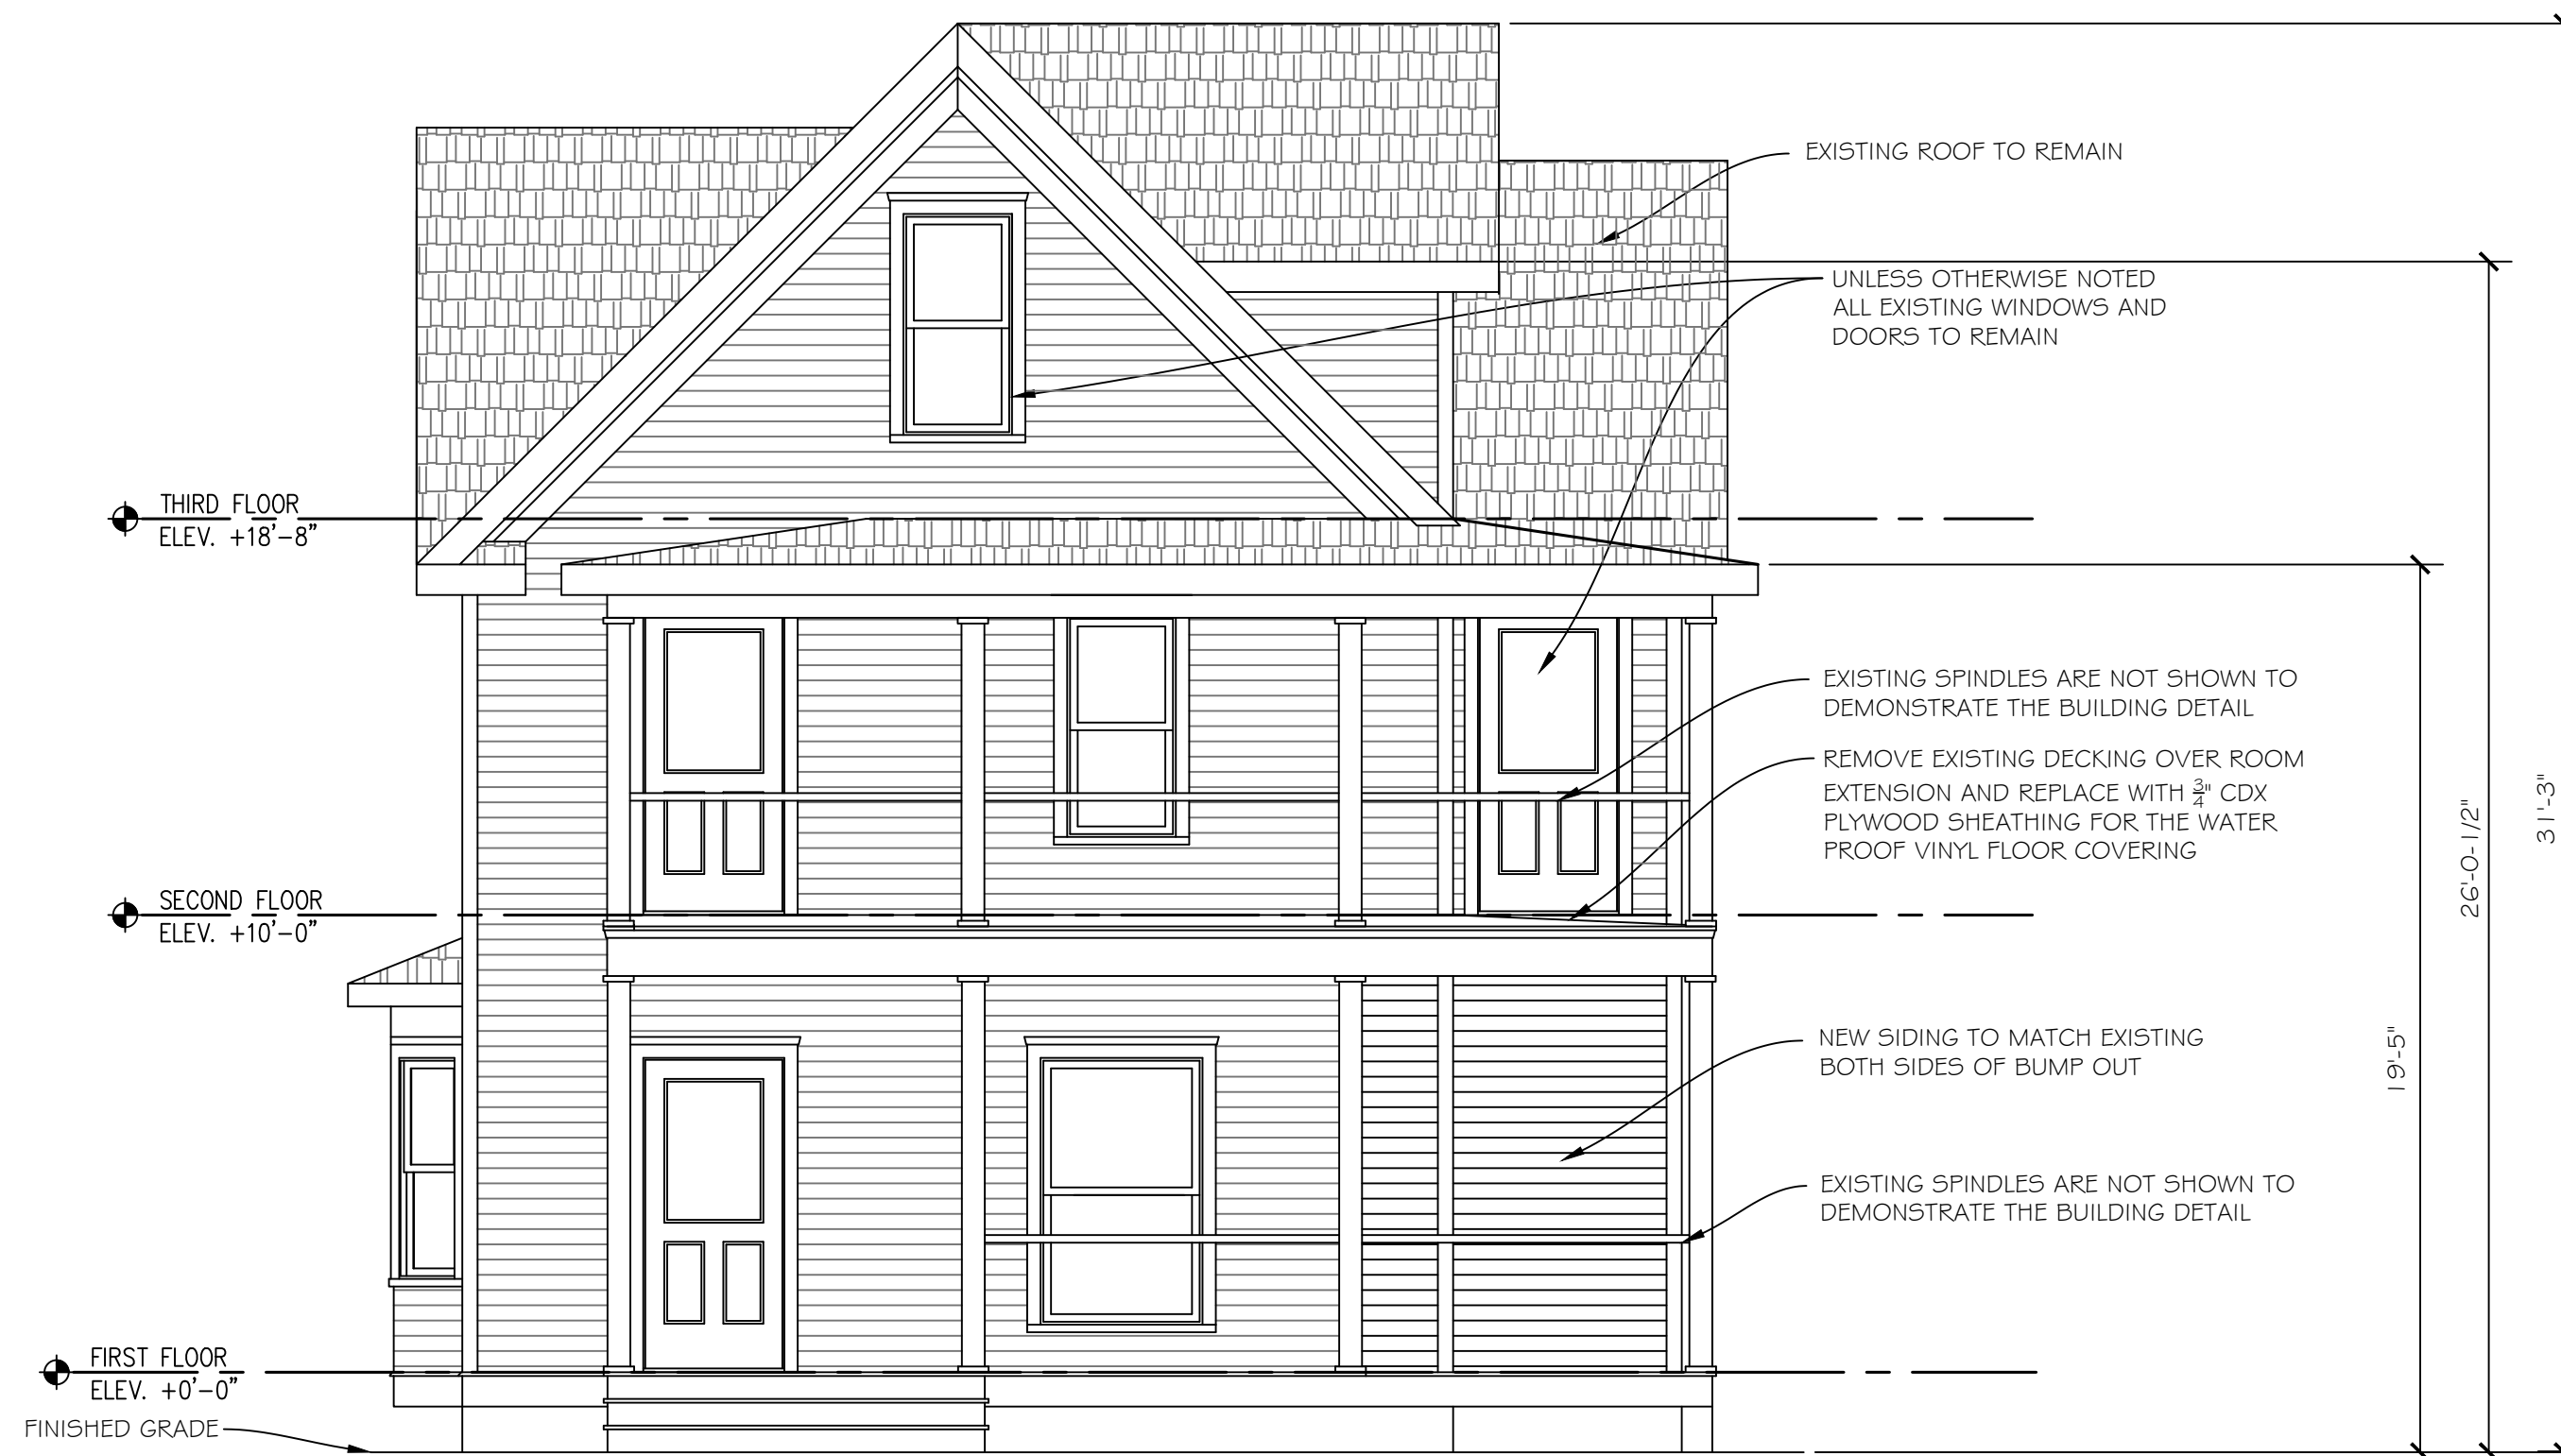 EXISTING ROOF TO REMAIN
UNLESS OTHERWISE NOTED
ALL EXISTING WINDOWS AND
DOORS TO REMAIN
THIRD FLOOR
ELEV. +18'-8"
EXISTING SPINDLES ARE NOT SHOWN TO
DEMONSTRATE THE BUILDING DETAIL
REMOVE EXISTING DECKING OVER ROOM
EXTENSION AND REPLACE WITH 3/4" CDX
PLYWOOD SHEATHING FOR THE WATER
PROOF VINYL FLOOR COVERING
31'-3"
26'-0-1/2"
19'-5"
SECOND FLOOR
ELEV. +10'-0"
NEW SIDING TO MATCH EXISTING
BOTH SIDES OF BUMP OUT
EXISTING SPINDLES ARE NOT SHOWN TO
DEMONSTRATE THE BUILDING DETAIL
FIRST FLOOR
ELEV. +0'-0"
FINISHED GRADE